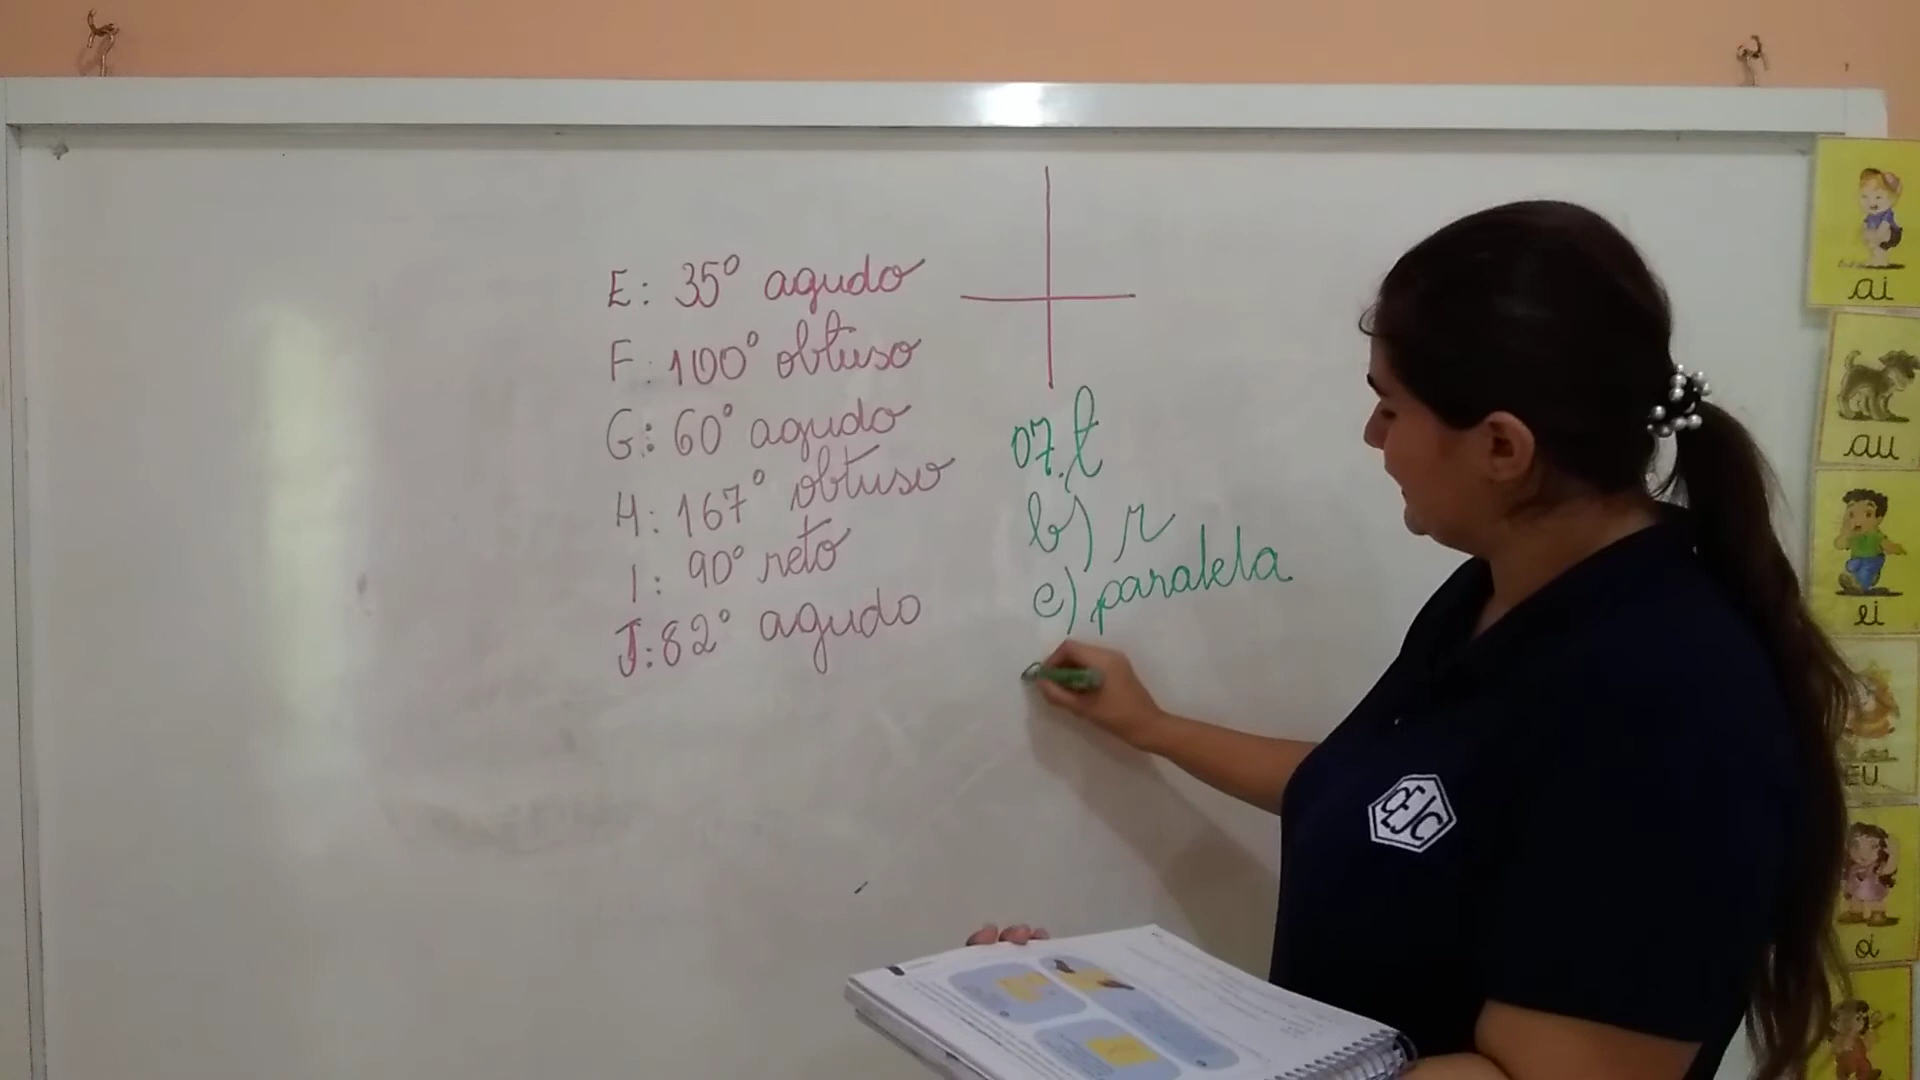 E: 35° agudo
F: 100° obtuso
G: 60° agudo
H: 167° obtuso
I: 90° reto
J: 82° agudo
07. t
b) r
c) paralela
CEJC
ai
au
ei
EU
oi